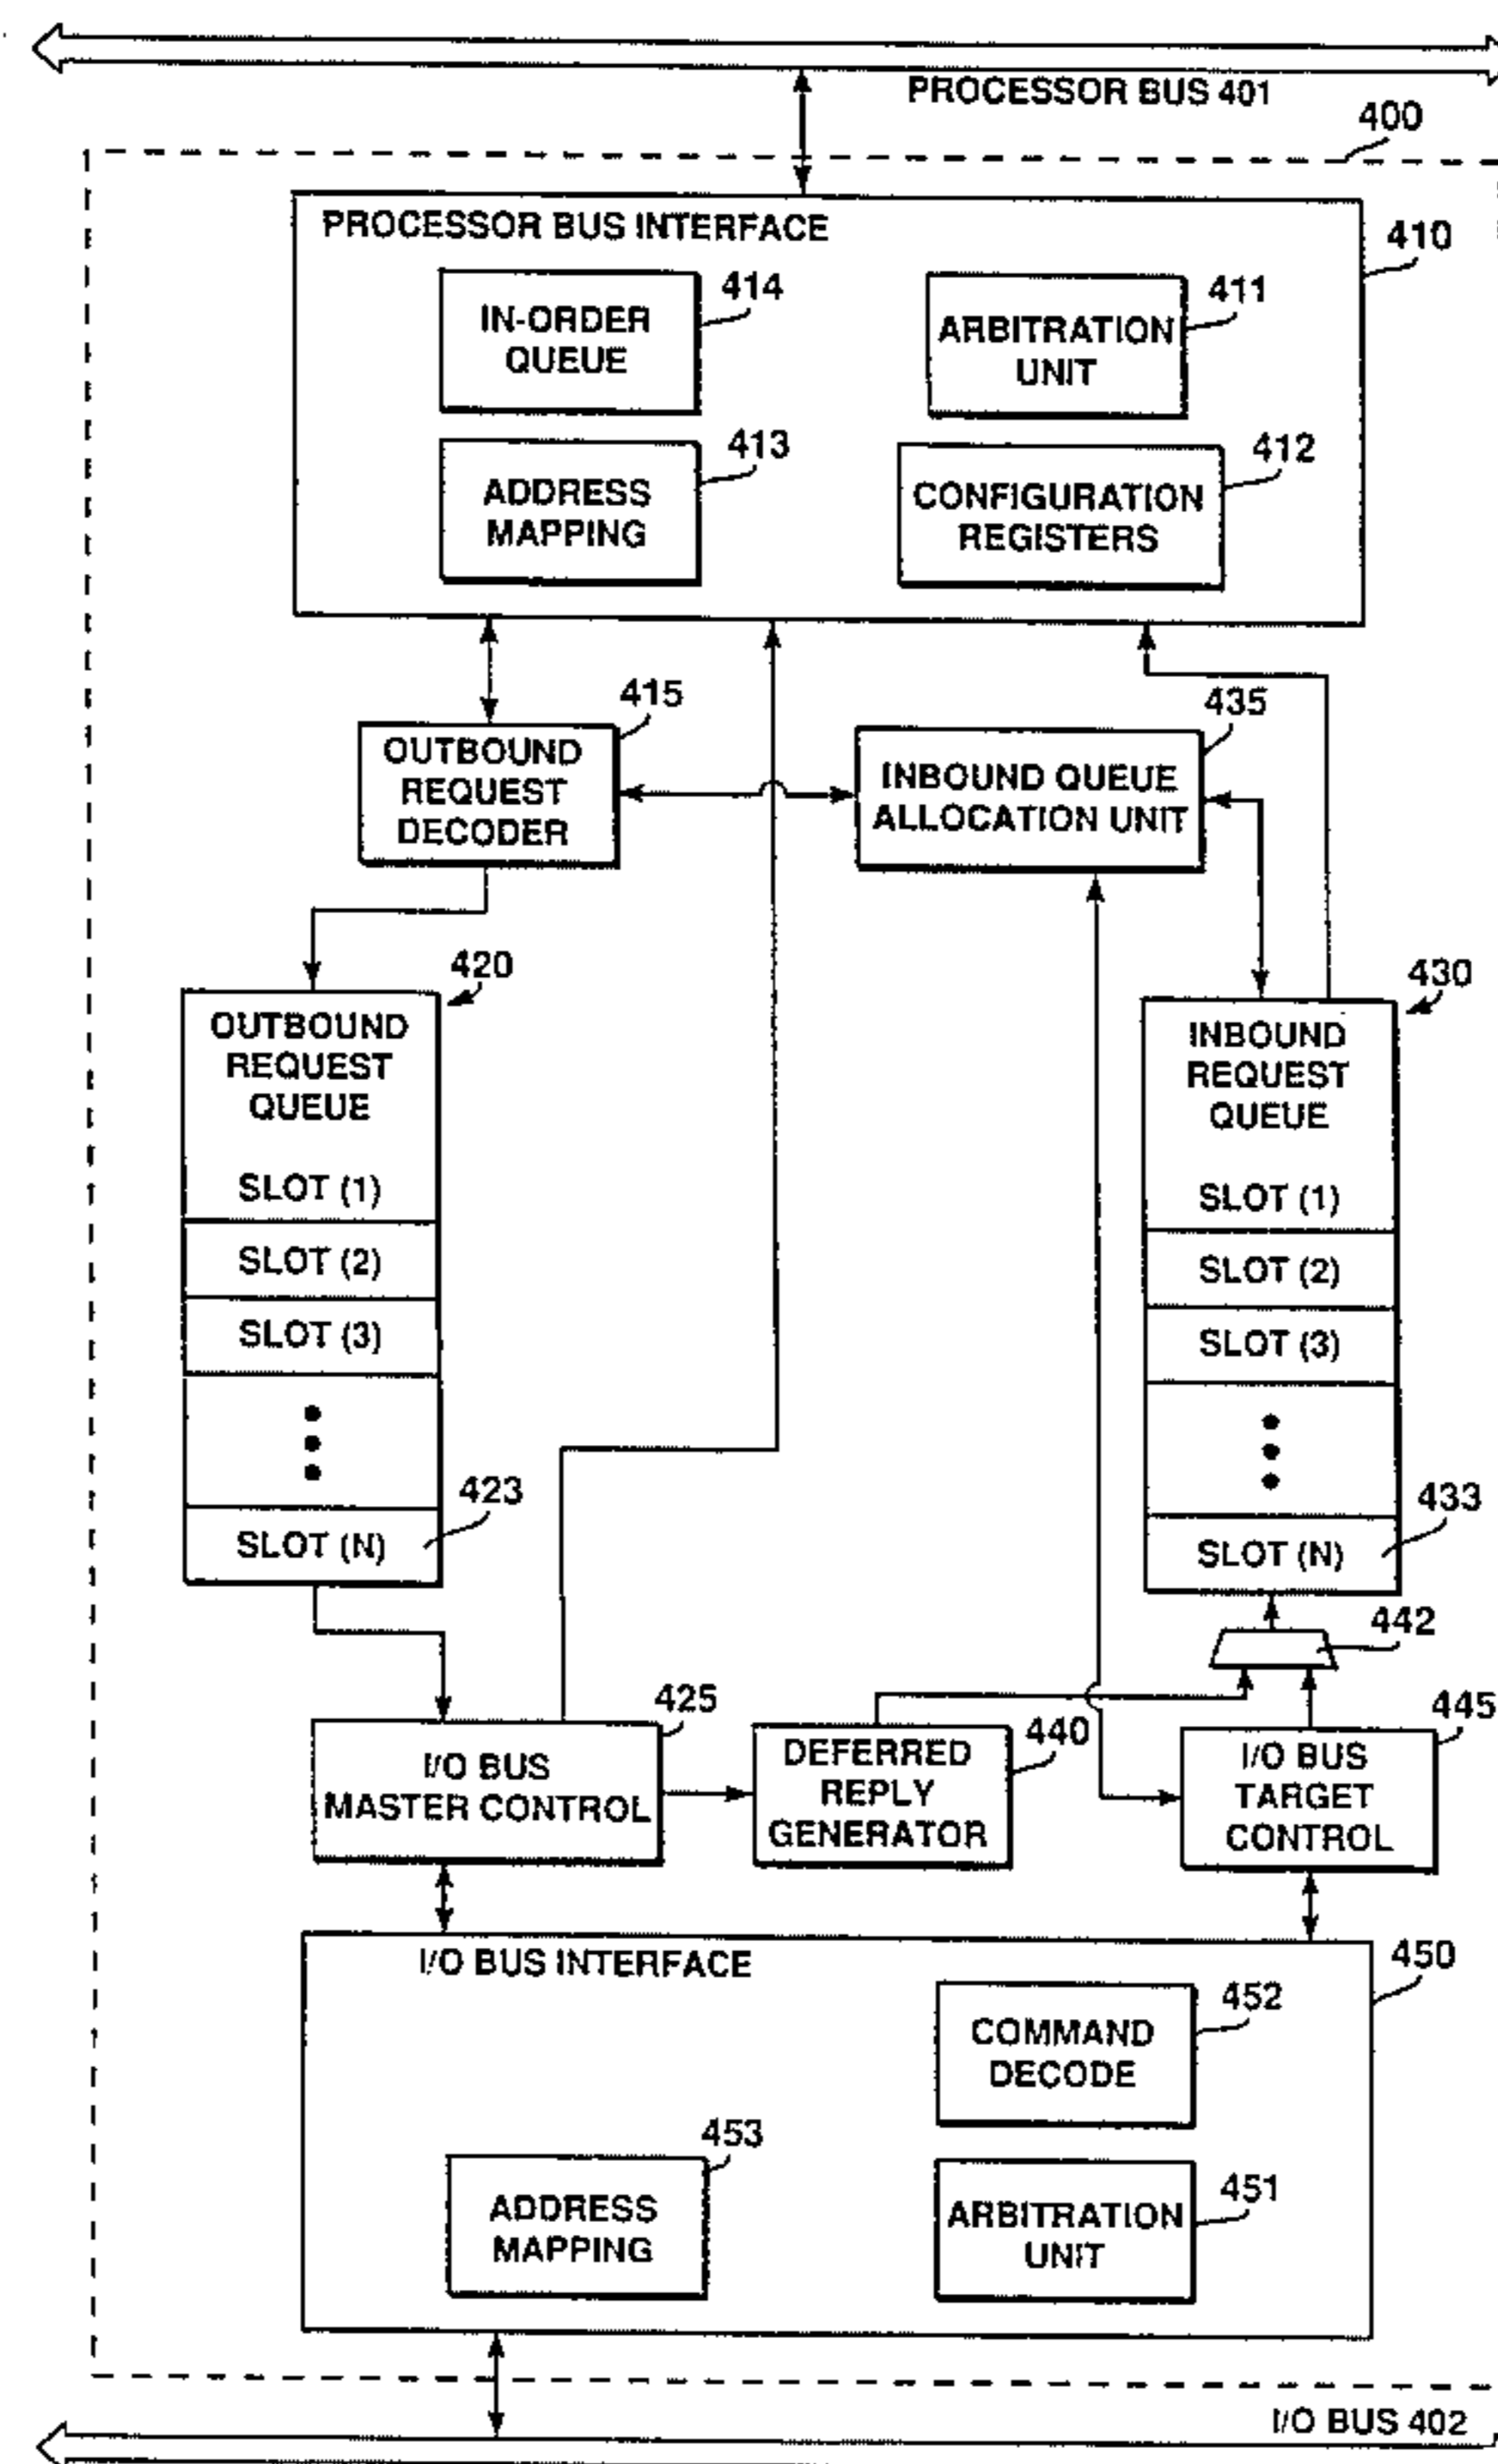 PROCESSOR BUS 401
400
PROCESSOR BUS INTERFACE
410
IN-ORDER
QUEUE
414
ARBITRATION
UNIT
411
ADDRESS
MAPPING
413
CONFIGURATION
REGISTERS
412
OUTBOUND
REQUEST
DECODER
415
INBOUND QUEUE
ALLOCATION UNIT
435
420
OUTBOUND
REQUEST
QUEUE
SLOT (1)
SLOT (2)
SLOT (3)
SLOT (N)
423
430
INBOUND
REQUEST
QUEUE
SLOT (1)
SLOT (2)
SLOT (3)
SLOT (N)
433
442
I/O BUS
MASTER CONTROL
425
DEFERRED
REPLY
GENERATOR
440
I/O BUS
TARGET
CONTROL
445
I/O BUS INTERFACE
450
COMMAND
DECODE
452
ADDRESS
MAPPING
453
ARBITRATION
UNIT
451
I/O BUS 402